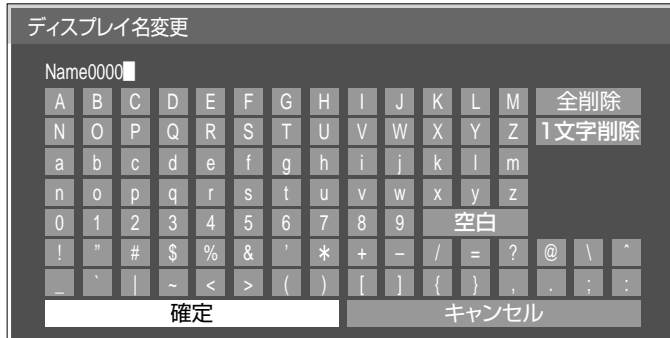 ディスプレイ名変更
Name0000
A B C D E F G H I J K L M 全削除
N O P Q R S T U V W X Y Z 1文字削除
a b c d e f g h i j k l m
n o p q r s t u v w x y z
0 1 2 3 4 5 6 7 8 9 空白
! " # $ % & ' * + − / = ? @ \ ^
_ ` | ~ < > ( ) [ ] { } , . ; :
確定 キャンセル